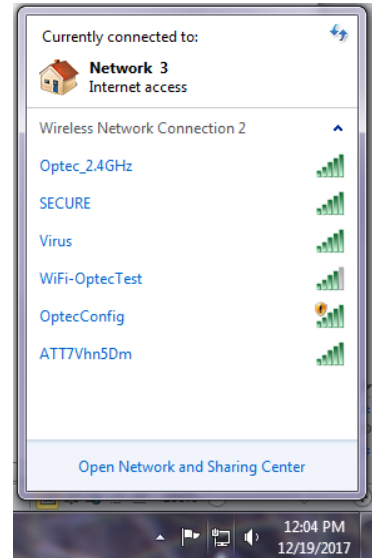 Currently connected to:
Network 3
Internet access
Wireless Network Connection 2
Optec_2.4GHz
SECURE
Virus
WiFi-OptecTest
OptecConfig
ATT7Vhn5Dm
Open Network and Sharing Center
12:04 PM
12/19/2017